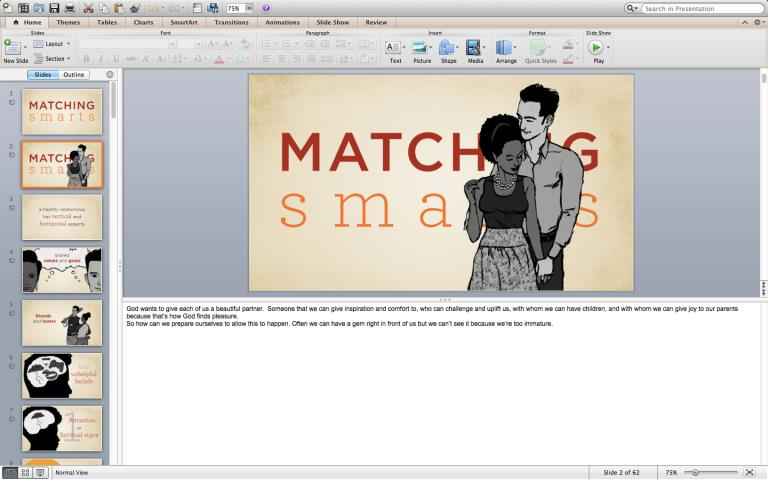 75%
Search in Presentation
Home Themes Tables Charts SmartArt Transitions Animations Slide Show Review
Slides Font Paragraph Insert Format Slide Show
Layout
Section
New Slide
B I U ABC
Text Picture Shape Media Arrange Quick Styles Play
Slides Outline
1
MATCHING
smarts
2
MATCHING
3
a healthy relationship
has vertical and
horizontal aspects
4
shared
values and goals
5
friends
and lovers
6
unhelpful
beliefs
7
Attraction
or
Spiritual signs
8
MATCH G
s m a s
God wants to give each of us a beautiful partner. Someone that we can give inspiration and comfort to, who can challenge and uplift us, with whom we can have children, and with whom we can give joy to our parents
because that's how God finds pleasure.
So how can we prepare ourselves to allow this to happen. Often we can have a gem right in front of us but we can't see it because we're too immature.
Normal View
Slide 2 of 62
75%